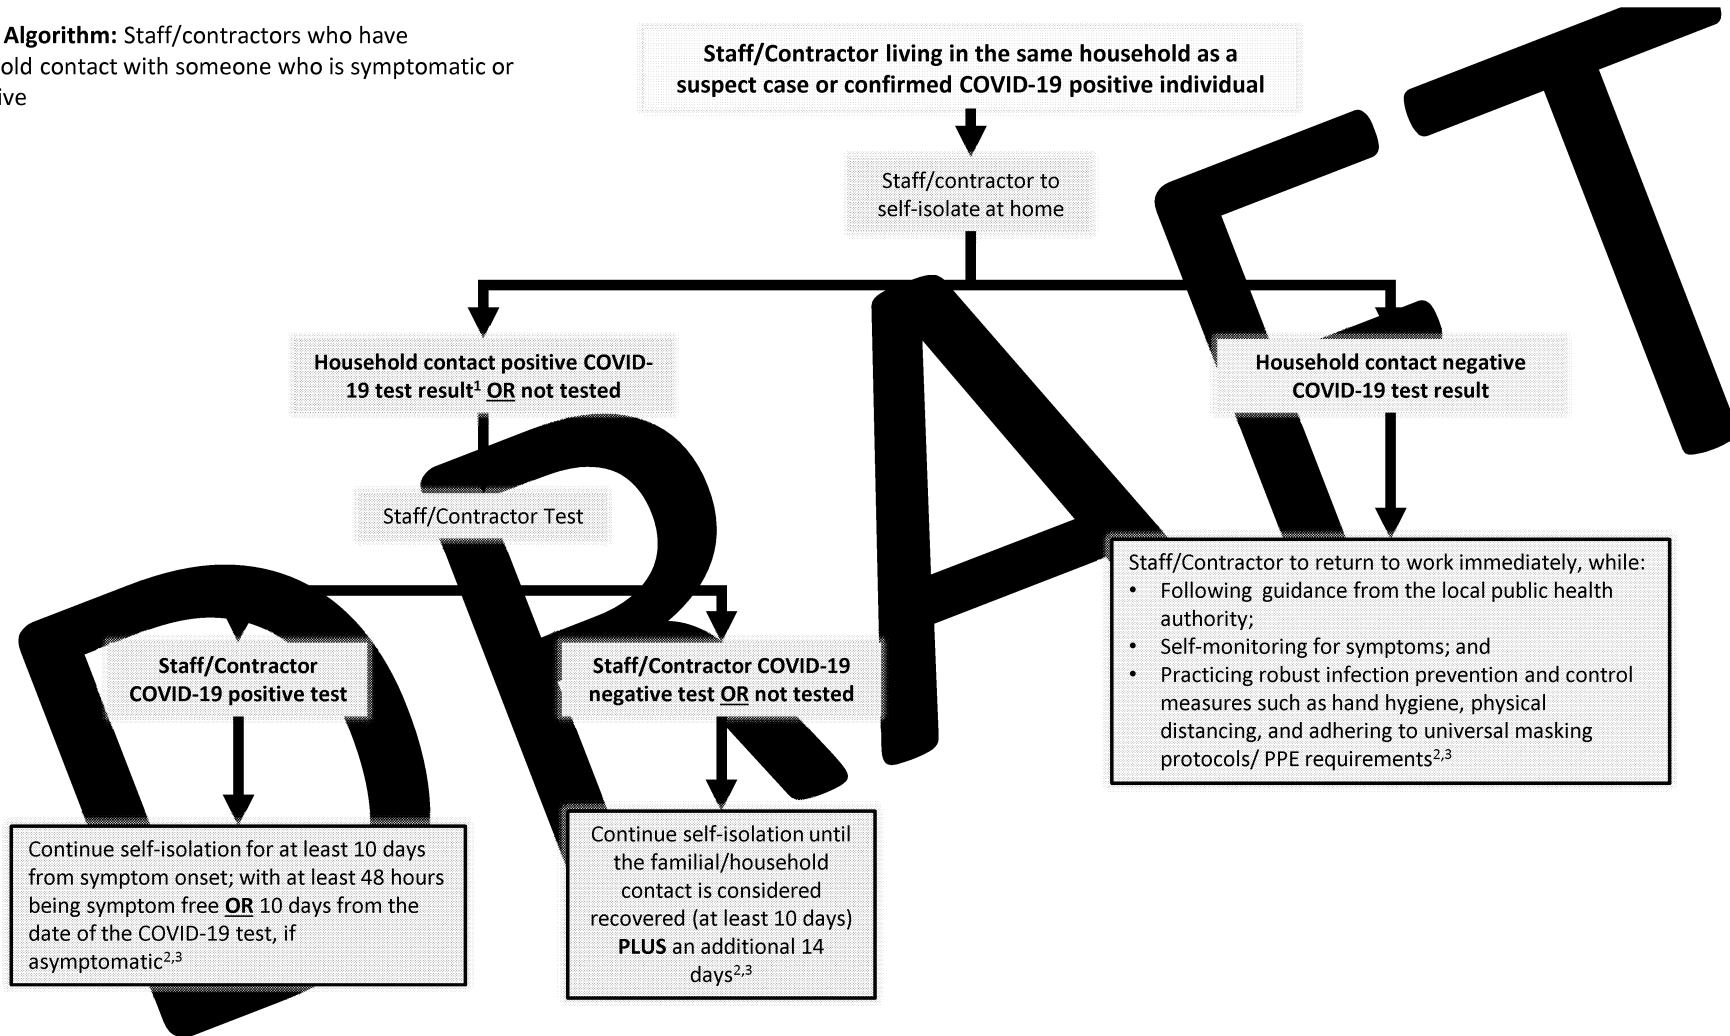 Algorithm: Staff/contractors who have
old contact with someone who is symptomatic or
ive
Staff/Contractor living in the same household as a
suspect case or confirmed COVID-19 positive individual
Staff/contractor to
self-isolate at home
Household contact positive COVID-
19 test result¹ OR not tested
Household contact negative
COVID-19 test result
Staff/Contractor Test
Staff/Contractor
COVID-19 positive test
Staff/Contractor COVID-19
negative test OR not tested
Staff/Contractor to return to work immediately, while:
• Following guidance from the local public health
authority;
• Self-monitoring for symptoms; and
• Practicing robust infection prevention and control
measures such as hand hygiene, physical
distancing, and adhering to universal masking
protocols/ PPE requirements²,³
Continue self-isolation for at least 10 days
from symptom onset; with at least 48 hours
being symptom free OR 10 days from the
date of the COVID-19 test, if
asymptomatic²,³
Continue self-isolation until
the familial/household
contact is considered
recovered (at least 10 days)
PLUS an additional 14
days²,³
DRAFT